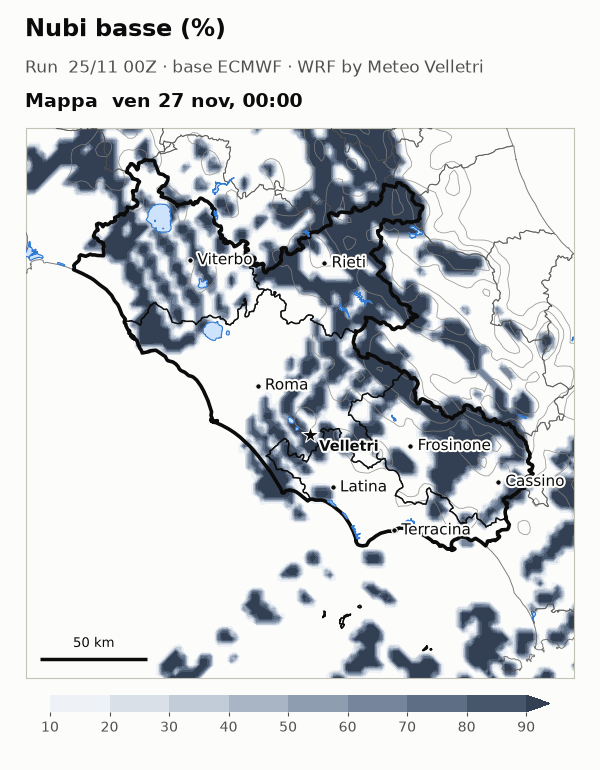 Nubi basse (%)
Run  25/11 00Z · base ECMWF · WRF by Meteo Velletri
Mappa  ven 27 nov, 00:00
Viterbo
Rieti
Roma
Velletri
Frosinone
Cassino
Latina
Terracina
50 km
10 20 30 40 50 60 70 80 90